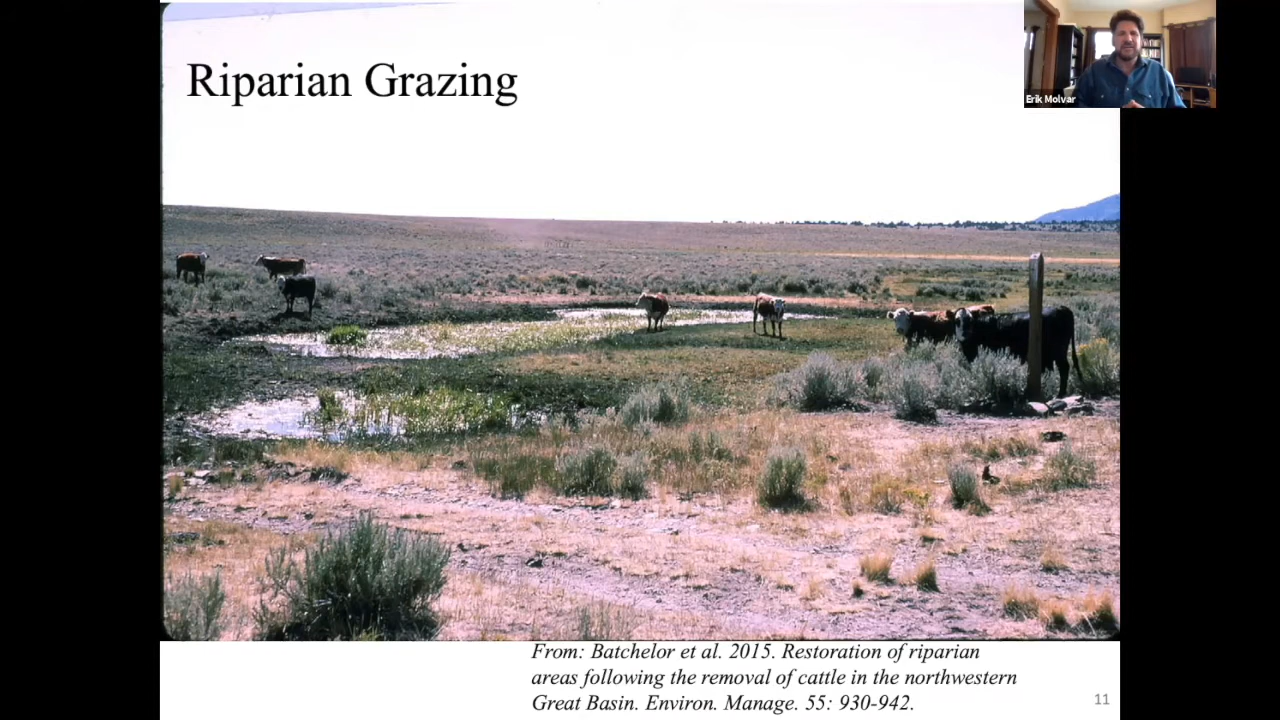 Riparian Grazing
Erik Molvar
From: Batchelor et al. 2015. Restoration of riparian
areas following the removal of cattle in the northwestern
Great Basin. Environ. Manage. 55: 930-942.
11